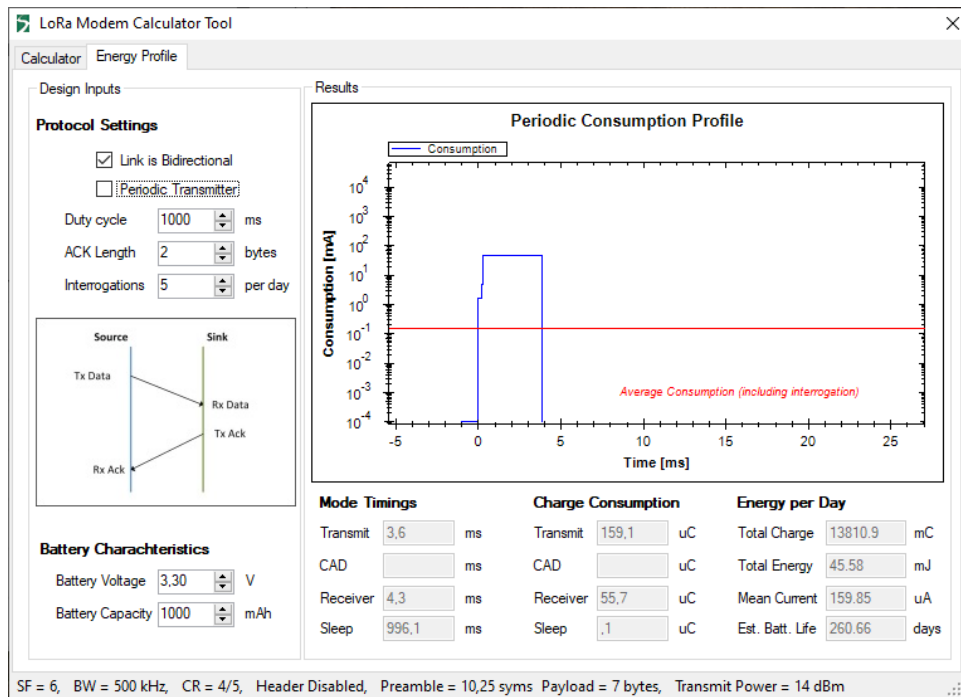 LoRa Modem Calculator Tool
Calculator
Energy Profile
Design Inputs
Protocol Settings
Link is Bidirectional
Periodic Transmitter
Duty cycle 1000 ms
ACK Length 2 bytes
Interrogations 5 per day
Source Sink
Tx Data
Rx Data
Tx Ack
Rx Ack
Battery Charachteristics
Battery Voltage 3,30 V
Battery Capacity 1000 mAh
Results
Periodic Consumption Profile
Consumption
Consumption [mA]
10^4
10^3
10^2
10^1
10^0
10^-1
10^-2
10^-3
10^-4
Average Consumption (including interrogation)
-5 0 5 10 15 20 25
Time [ms]
Mode Timings
Transmit 3,6 ms
CAD ms
Receiver 4,3 ms
Sleep 996,1 ms
Charge Consumption
Transmit 159,1 uC
CAD uC
Receiver 55,7 uC
Sleep ,1 uC
Energy per Day
Total Charge 13810.9 mC
Total Energy 45.58 mJ
Mean Current 159.85 uA
Est. Batt. Life 260.66 days
SF = 6, BW = 500 kHz, CR = 4/5, Header Disabled, Preamble = 10,25 syms Payload = 7 bytes, Transmit Power = 14 dBm